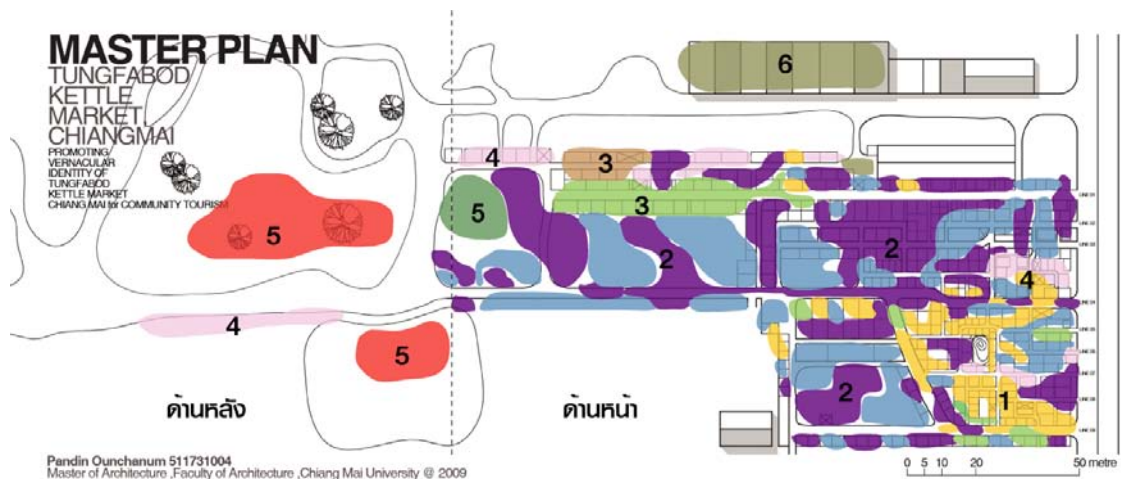 MASTER PLAN
TUNGFABOD
KETTLE
MARKET,
CHIANGMAI
PROMOTING
VERNACULAR
IDENTITY OF
TUNGFABOD
KETTLE MARKET
CHIANG MAI for COMMUNITY TOURISM
6
4
3
5
3
5
2
2
4
4
5
2
1
ด้านหลัง
ด้านหน้า
Pandin Ounchanum 511731004
Master of Architecture ,Faculty of Architecture ,Chiang Mai University @ 2009
0 5 10 20 50 metre